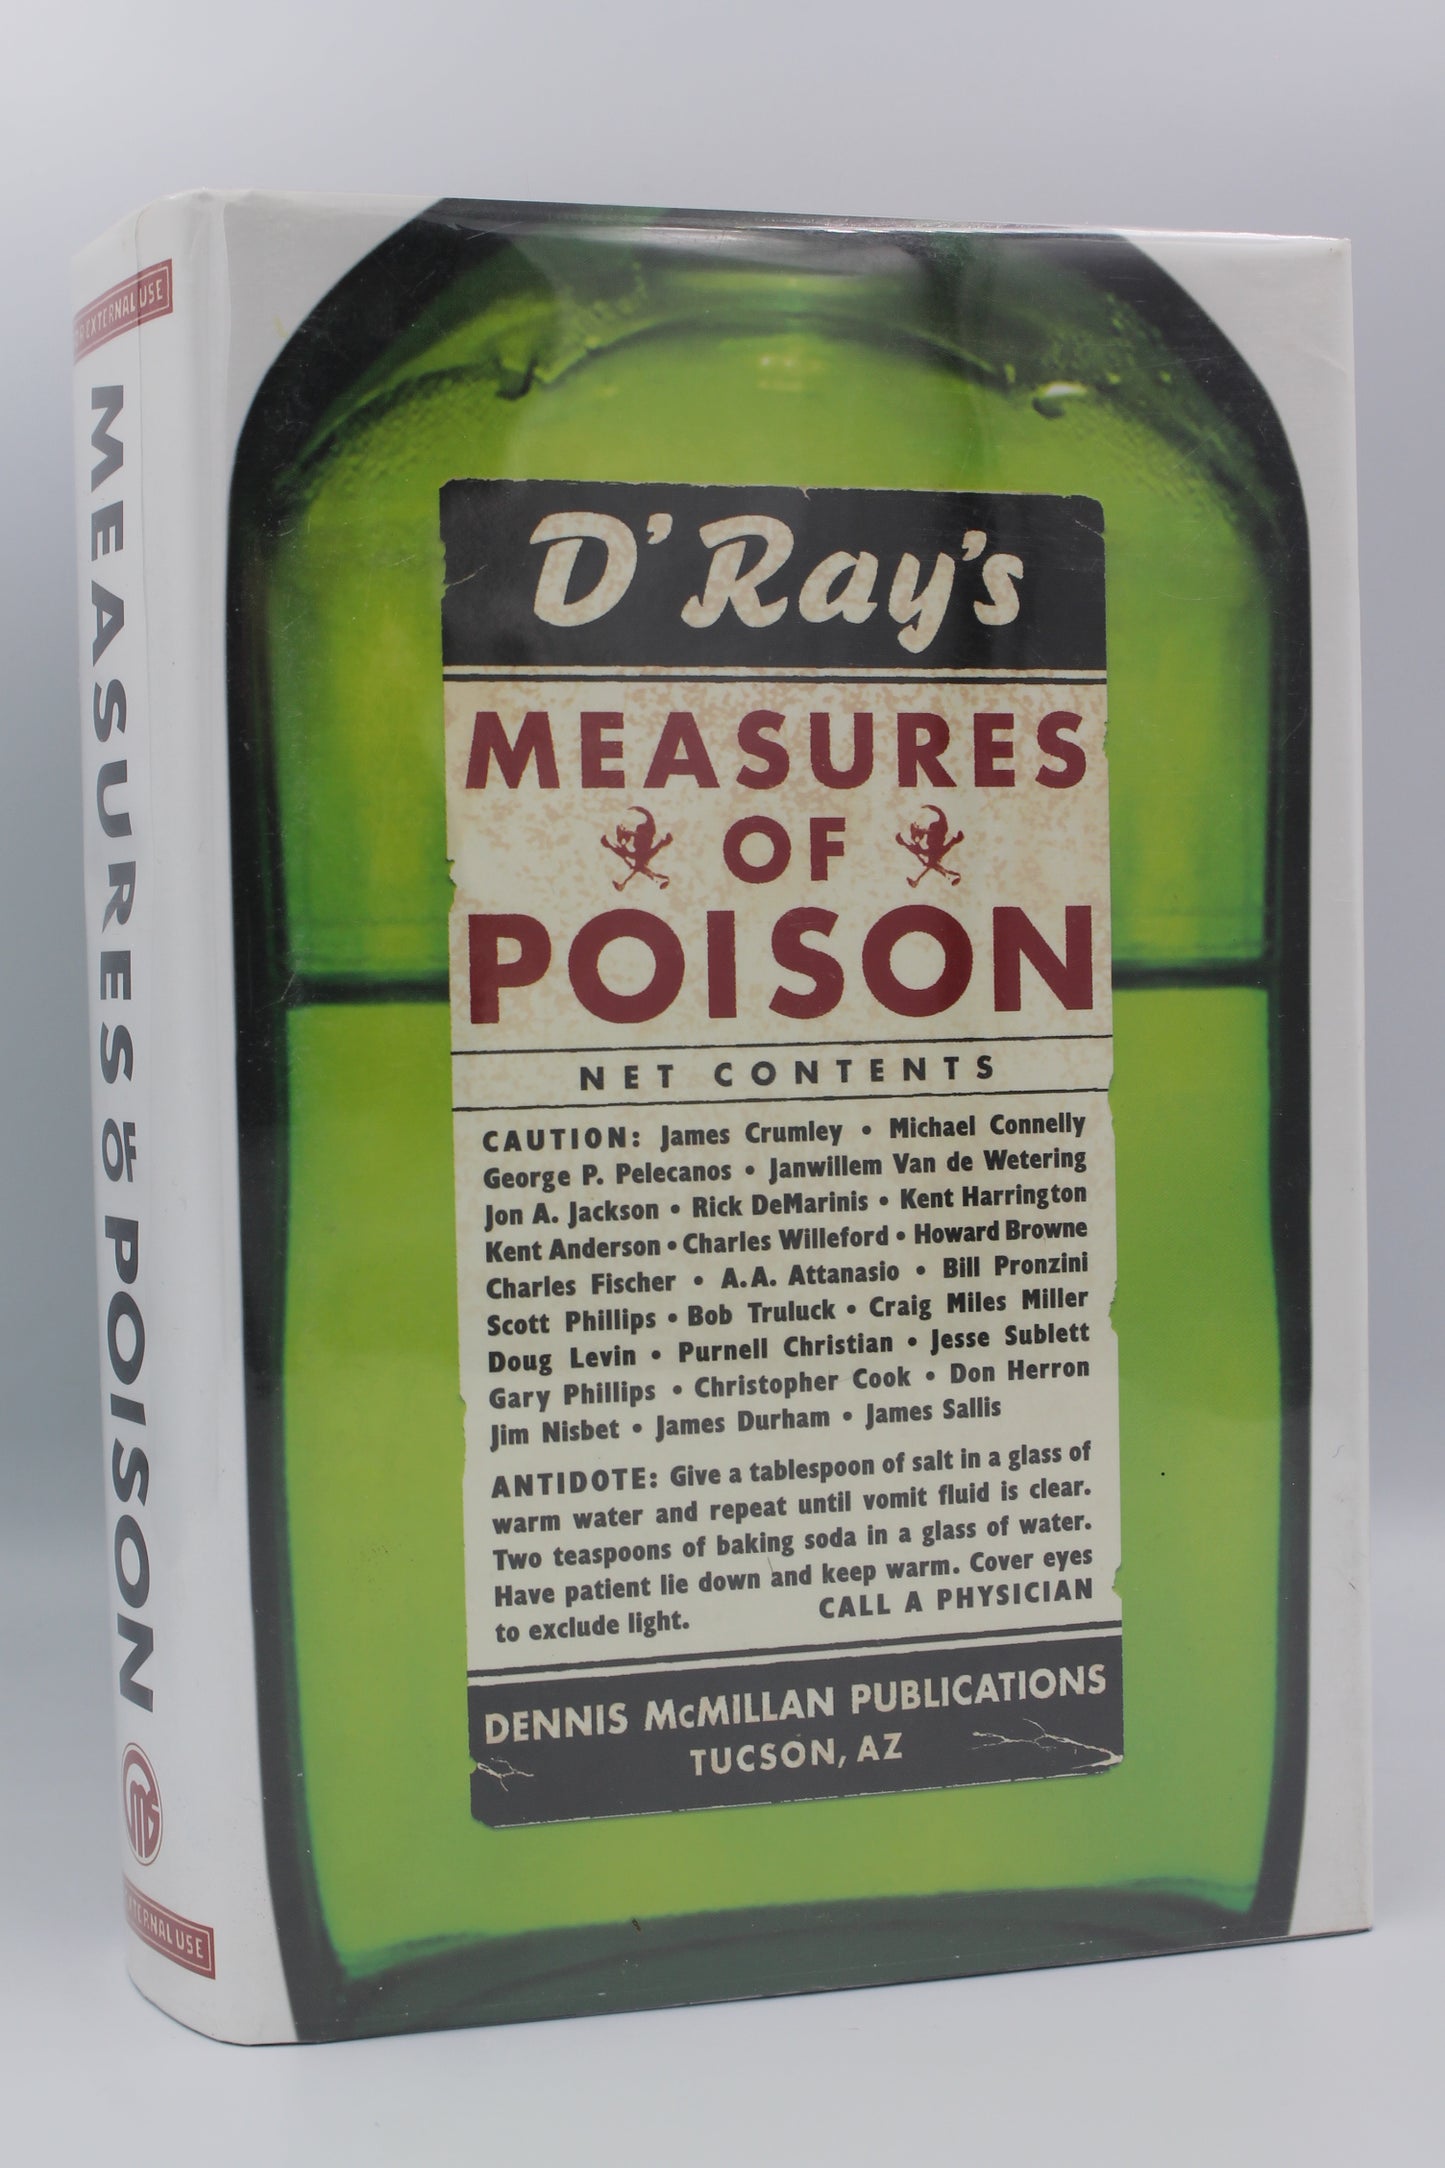 EXTERNAL USE
MEASURES OF POISON
EXTERNAL USE
D'Ray's
MEASURES
OF
POISON
NET CONTENTS
CAUTION: James Crumley • Michael Connelly
George P. Pelecanos • Janwillem Van de Wetering
Jon A. Jackson • Rick DeMarinis • Kent Harrington
Kent Anderson • Charles Willeford • Howard Browne
Charles Fischer • A.A. Attanasio • Bill Pronzini
Scott Phillips • Bob Truluck • Craig Miles Miller
Doug Levin • Purnell Christian • Jesse Sublett
Gary Phillips • Christopher Cook • Don Herron
Jim Nisbet • James Durham • James Sallis
ANTIDOTE: Give a tablespoon of salt in a glass of
warm water and repeat until vomit fluid is clear.
Two teaspoons of baking soda in a glass of water.
Have patient lie down and keep warm. Cover eyes
to exclude light. CALL A PHYSICIAN
DENNIS McMILLAN PUBLICATIONS
TUCSON, AZ